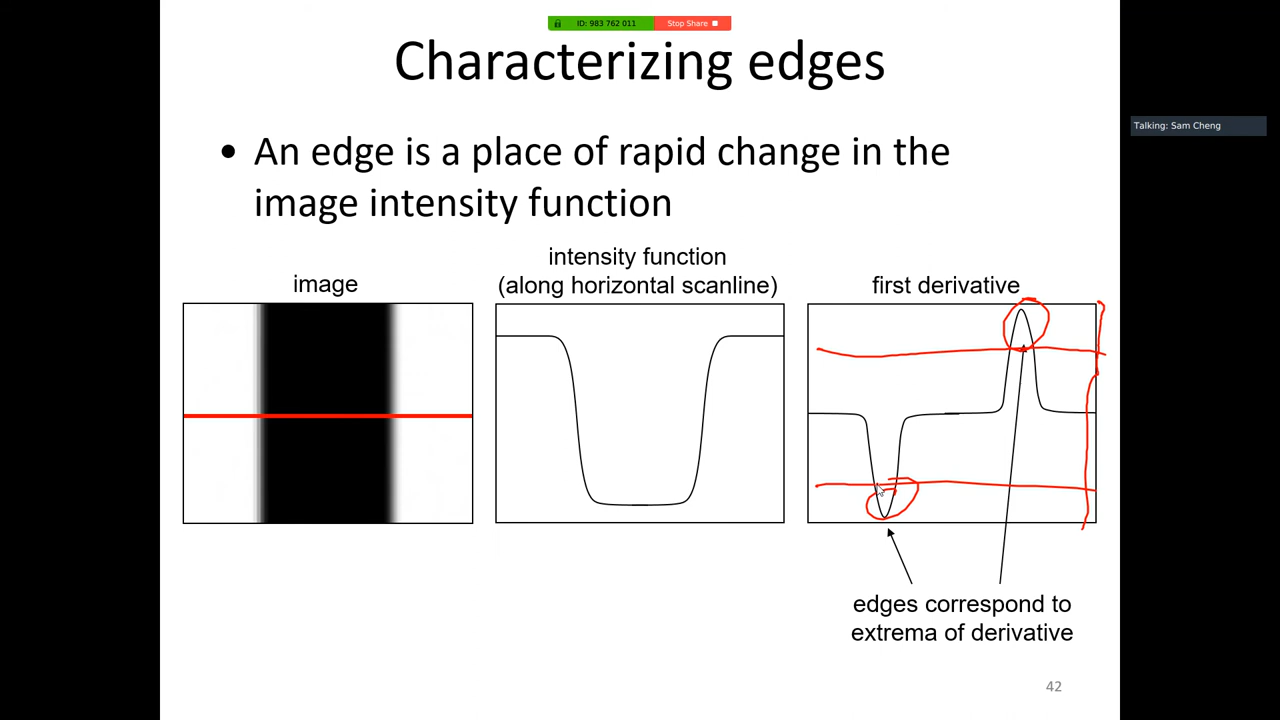 ID: 983 762 011 Stop Share
Characterizing edges
Talking: Sam Cheng
• An edge is a place of rapid change in the
image intensity function
image
intensity function
(along horizontal scanline)
first derivative
edges correspond to
extrema of derivative
42